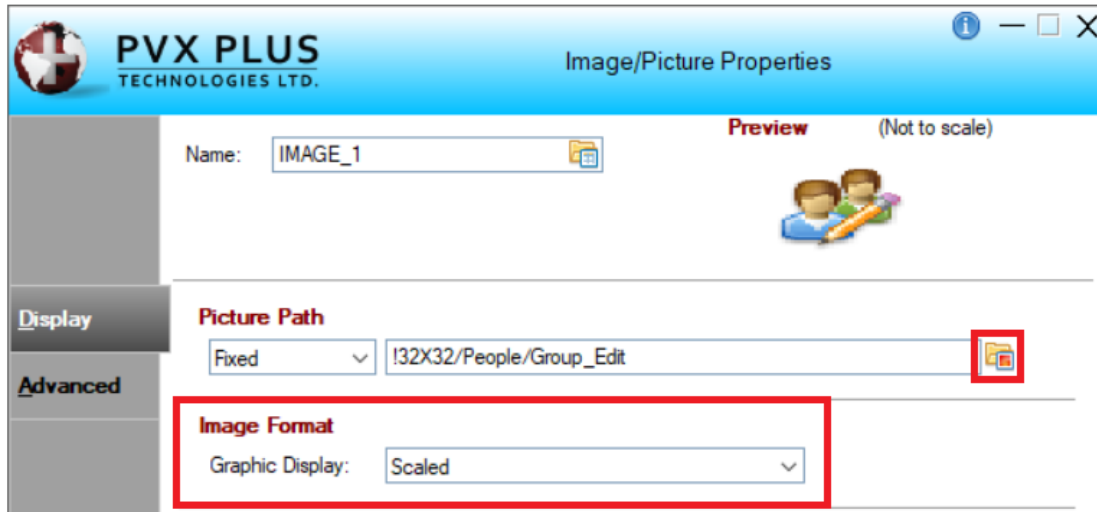 PVX PLUS
TECHNOLOGIES LTD.
Image/Picture Properties
Preview (Not to scale)
Name: IMAGE_1
Display
Picture Path
Fixed !32X32/People/Group_Edit
Advanced
Image Format
Graphic Display: Scaled